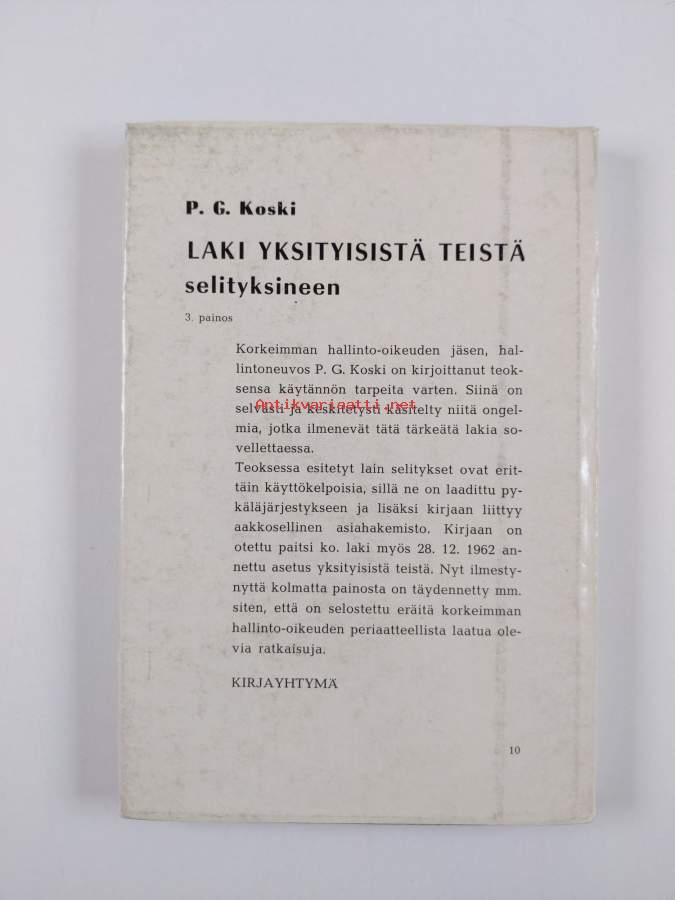 P. G. Koski
LAKI YKSITYISISTÄ TEISTÄ
selityksineen
3. painos
Korkeimman hallinto-oikeuden jäsen, hal-
lintoneuvos P. G. Koski on kirjoittanut teok-
sensa käytännön tarpeita varten. Siinä on
selvästi ja keskitetysti käsitelty niitä ongel-
Antikvariaatti.net
mia, jotka ilmenevät tätä tärkeätä lakia so-
vellettaessa.
Teoksessa esitetyt lain selitykset ovat erit-
täin käyttökelpoisia, sillä ne on laadittu py-
käläjärjestykseen ja lisäksi kirjaan liittyy
aakkosellinen asiahakemisto. Kirjaan on
otettu paitsi ko. laki myös 28. 12. 1962 an-
nettu asetus yksityisistä teistä. Nyt ilmesty-
nyttä kolmatta painosta on täydennetty mm.
siten, että on selostettu eräitä korkeimman
hallinto-oikeuden periaatteellista laatua ole-
via ratkaisuja.
KIRJAYHTYMÄ
10